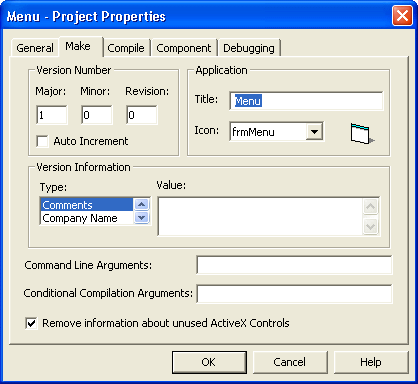 Menu - Project Properties
General Make Compile Component Debugging
Version Number
Major: Minor: Revision:
1 0 0
Auto Increment
Application
Title: Menu
Icon: frmMenu
Version Information
Type: Value:
Comments
Company Name
Command Line Arguments:
Conditional Compilation Arguments:
Remove information about unused ActiveX Controls
OK Cancel Help